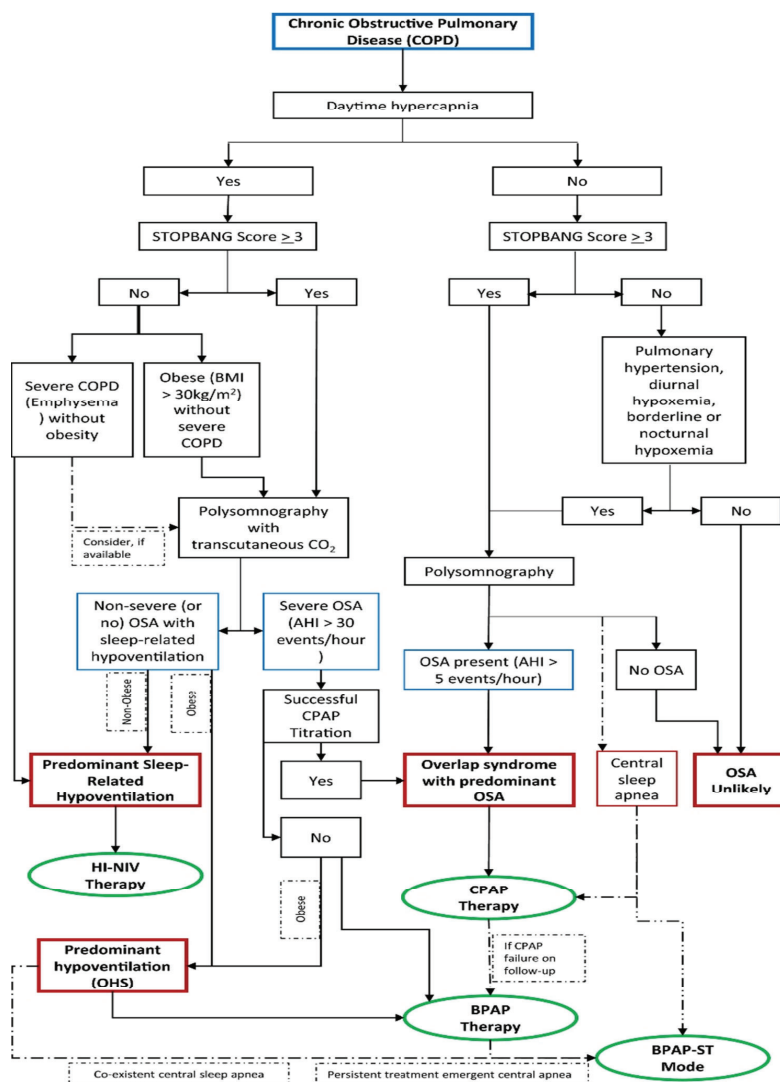 Chronic Obstructive Pulmonary
Disease (COPD)
Daytime hypercapnia
Yes
No
STOPBANG Score ≥ 3
STOPBANG Score ≥ 3
No
Yes
Yes
No
Severe COPD
(Emphysema
) without
obesity
Obese (BMI
> 30kg/m²)
without
severe
COPD
Pulmonary
hypertension,
diurnal
hypoxemia,
borderline or
nocturnal
hypoxemia
Consider, if
available
Polysomnography
with
transcutaneous CO₂
Yes
No
Polysomnography
Non-severe (or
no) OSA with
sleep-related
hypoventilation
Severe OSA
(AHI > 30
events/hour
)
OSA present (AHI >
5 events/hour)
No OSA
Non-Obese
Obese
Successful
CPAP
Titration
Yes
Predominant Sleep-
Related
Hypoventilation
Overlap syndrome
with predominant
OSA
Central
sleep
apnea
OSA
Unlikely
No
HI-NIV
Therapy
CPAP
Therapy
Obese
If CPAP
failure on
follow-up
Predominant
hypoventilation
(OHS)
BPAP
Therapy
BPAP-ST
Mode
Co-existent central sleep apnea
Persistent treatment emergent central apnea